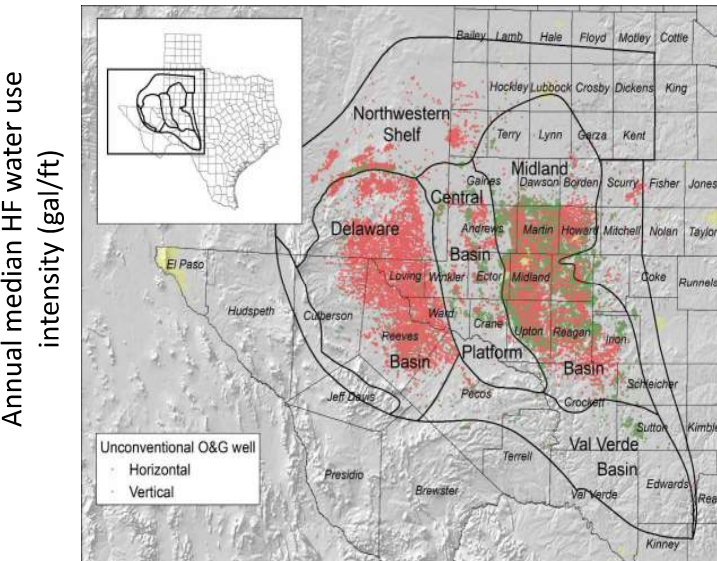 Annual median HF water use
intensity (gal/ft)
Bailey Lamb Hale Floyd Motley Cottle
Hockley Lubbock Crosby Dickens King
Northwestern
Shelf
Terry Lynn Garza Kent
Midland
Gaines Dawson Borden Scurry Fisher Jones
Central
Delaware
Andrews Martin Howard Mitchell Nolan Taylor
Basin
El Paso
Loving Winkler Ector Midland Coke Runnels
Hudspeth Culberson Ward
Crane Upton Reagan Irion
Reeves
Basin Platform Basin
Schleicher
Jeff Davis Pecos Crockett
Sutton Kimble
Unconventional O&G well
Horizontal
Vertical
Val Verde
Basin
Terrell
Presidio Brewster Val Verde Edwards Rea
Kinney